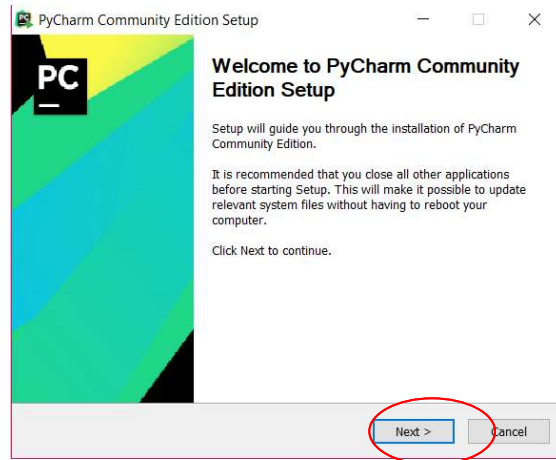 PyCharm Community Edition Setup
PC
Welcome to PyCharm Community
Edition Setup
Setup will guide you through the installation of PyCharm
Community Edition.
It is recommended that you close all other applications
before starting Setup. This will make it possible to update
relevant system files without having to reboot your
computer.
Click Next to continue.
Next >
Cancel